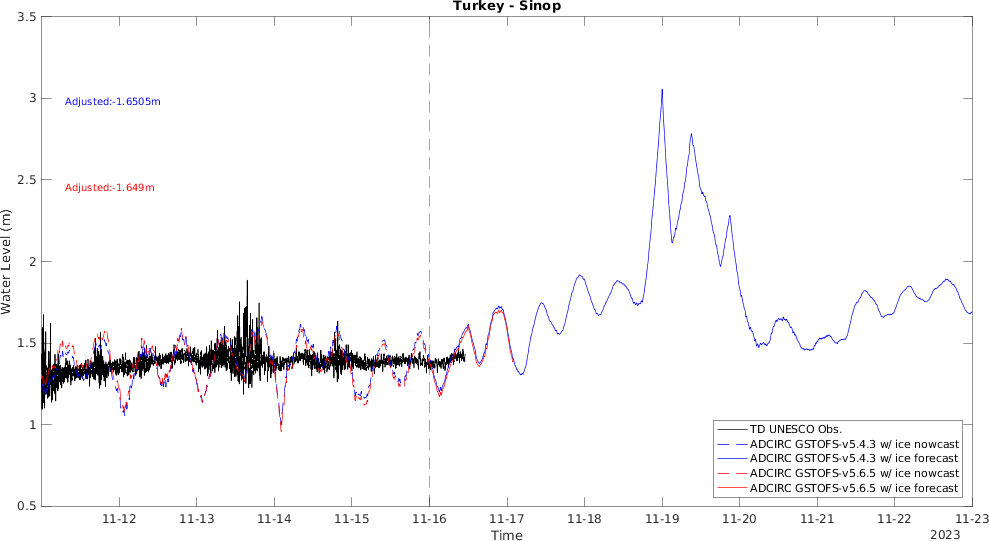 Turkey - Sinop
3.5
3
2.5
2
1.5
1
0.5
Water Level (m)
Adjusted:-1.6505m
Adjusted:-1.649m
TD UNESCO Obs.
ADCIRC GSTOFS-v5.4.3 w/ ice nowcast
ADCIRC GSTOFS-v5.4.3 w/ ice forecast
ADCIRC GSTOFS-v5.6.5 w/ ice nowcast
ADCIRC GSTOFS-v5.6.5 w/ ice forecast
11-12 11-13 11-14 11-15 11-16 11-17 11-18 11-19 11-20 11-21 11-22 11-23
Time
2023